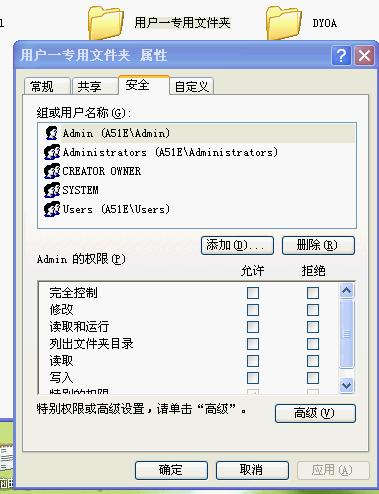 用户一专用文件夹 DYOA
用户一专用文件夹 属性
常规 共享 安全 自定义
组或用户名称(G):
Admin (A51E\Admin)
Administrators (A51E\Administrators)
CREATOR OWNER
SYSTEM
Users (A51E\Users)
添加(D)... 删除(R)
Admin 的权限(P) 允许 拒绝
完全控制
修改
读取和运行
列出文件夹目录
读取
写入
特别的权限
特别权限或高级设置，请单击“高级”。 高级(V)
确定 取消 应用(A)